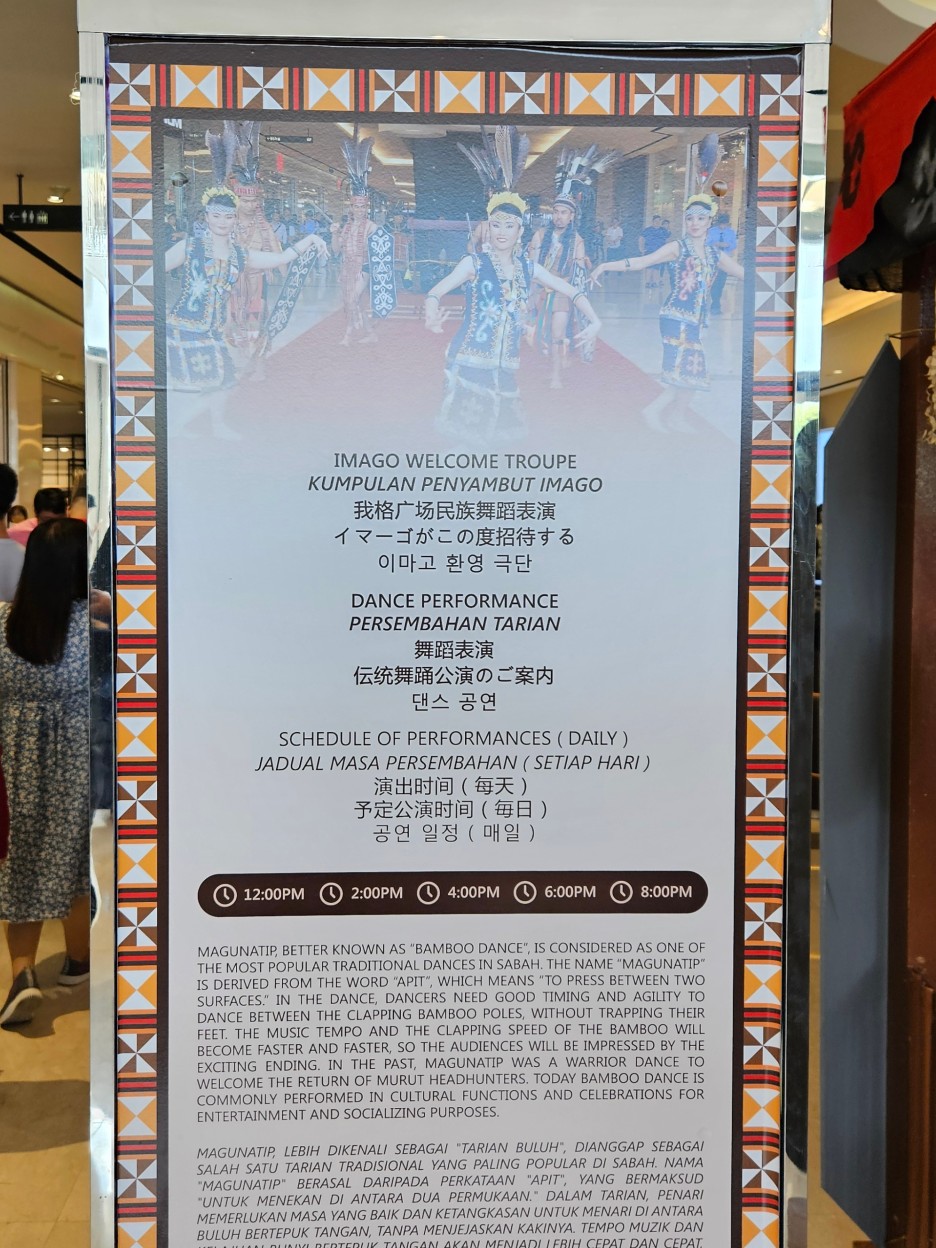 IMAGO WELCOME TROUPE
KUMPULAN PENYAMBUT IMAGO
我格广场民族舞蹈表演
イマーゴがこの度招待する
이마고 환영 극단
DANCE PERFORMANCE
PERSEMBAHAN TARIAN
舞蹈表演
伝统舞踊公演のご案内
댄스 공연
SCHEDULE OF PERFORMANCES ( DAILY )
JADUAL MASA PERSEMBAHAN ( SETIAP HARI )
演出时间 ( 每天 )
予定公演时间 ( 毎日 )
공연 일정 ( 매일 )
12:00PM 2:00PM 4:00PM 6:00PM 8:00PM
MAGUNATIP, BETTER KNOWN AS "BAMBOO DANCE", IS CONSIDERED AS ONE OF
THE MOST POPULAR TRADITIONAL DANCES IN SABAH. THE NAME "MAGUNATIP"
IS DERIVED FROM THE WORD "APIT", WHICH MEANS "TO PRESS BETWEEN TWO
SURFACES." IN THE DANCE, DANCERS NEED GOOD TIMING AND AGILITY TO
DANCE BETWEEN THE CLAPPING BAMBOO POLES, WITHOUT TRAPPING THEIR
FEET. THE MUSIC TEMPO AND THE CLAPPING SPEED OF THE BAMBOO WILL
BECOME FASTER AND FASTER, SO THE AUDIENCES WILL BE IMPRESSED BY THE
EXCITING ENDING. IN THE PAST, MAGUNATIP WAS A WARRIOR DANCE TO
WELCOME THE RETURN OF MURUT HEADHUNTERS. TODAY BAMBOO DANCE IS
COMMONLY PERFORMED IN CULTURAL FUNCTIONS AND CELEBRATIONS FOR
ENTERTAINMENT AND SOCIALIZING PURPOSES.
MAGUNATIP, LEBIH DIKENALI SEBAGAI "TARIAN BULUH", DIANGGAP SEBAGAI
SALAH SATU TARIAN TRADISIONAL YANG PALING POPULAR DI SABAH. NAMA
"MAGUNATIP" BERASAL DARIPADA PERKATAAN "APIT", YANG BERMAKSUD
"UNTUK MENEKAN DI ANTARA DUA PERMUKAAN." DALAM TARIAN, PENARI
MEMERLUKAN MASA YANG BAIK DAN KETANGKASAN UNTUK MENARI DI ANTARA
BULUH BERTEPUK TANGAN, TANPA MENJEJASKAN KAKINYA. TEMPO MUZIK DAN
KELAJUAN BUNYI BERTEPUK TANGAN AKAN MENJADI LEBIH CEPAT DAN CEPAT,